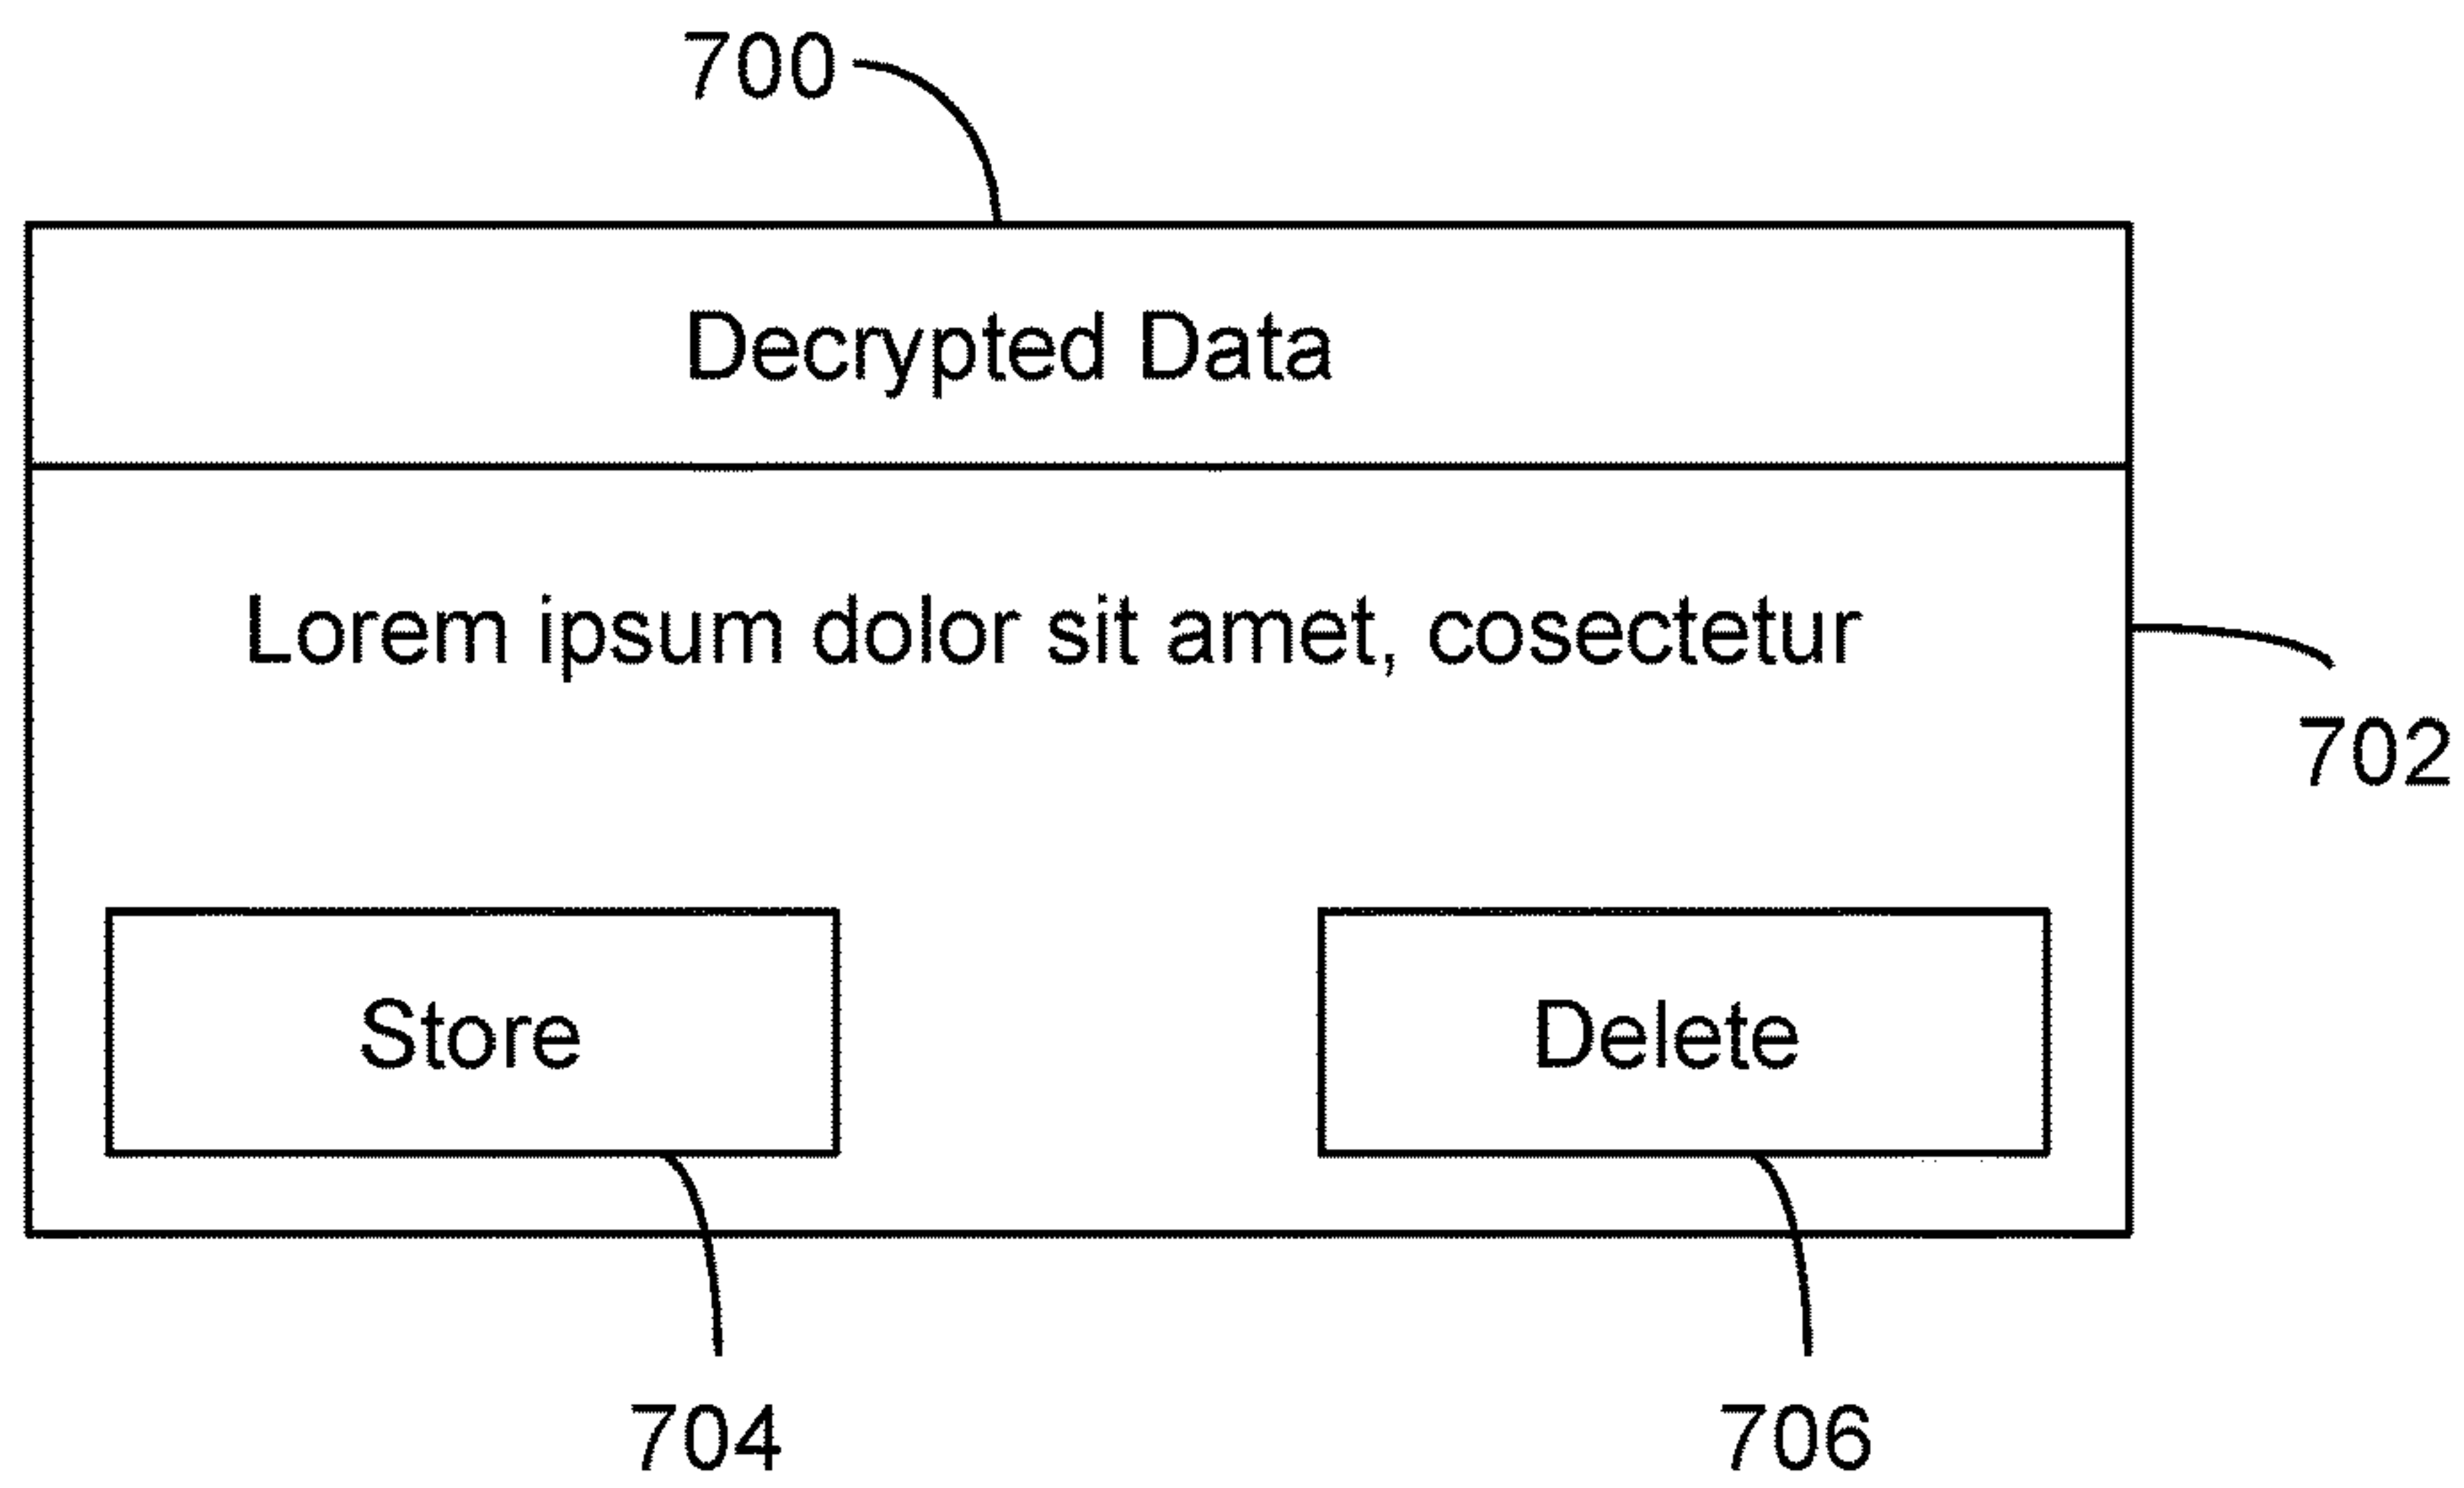 700
Decrypted Data
Lorem ipsum dolor sit amet, cosectetur
702
Store
Delete
704
706